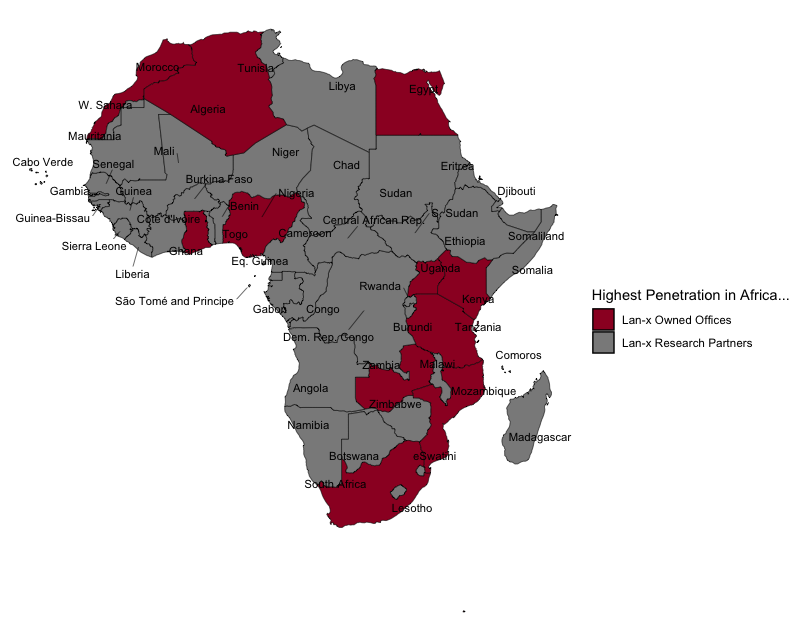 Morocco
Tunisia
Algeria
Libya
Egypt
W. Sahara
Mauritania
Mali
Niger
Chad
Cabo Verde
Senegal
Eritrea
Burkina Faso
Gambia
Guinea
Nigeria
Sudan
Djibouti
Benin
Guinea-Bissau
Côte d'Ivoire
Central African Rep.
S. Sudan
Togo
Cameroon
Ethiopia
Somaliland
Sierra Leone
Ghana
Eq. Guinea
Liberia
Uganda
Somalia
Rwanda
São Tomé and Principe
Kenya
Gabon
Congo
Highest Penetration in Africa...
Lan-x Owned Offices
Burundi
Tanzania
Dem. Rep. Congo
Lan-x Research Partners
Comoros
Zambia
Malawi
Angola
Mozambique
Zimbabwe
Namibia
Madagascar
Botswana
eSwatini
South Africa
Lesotho